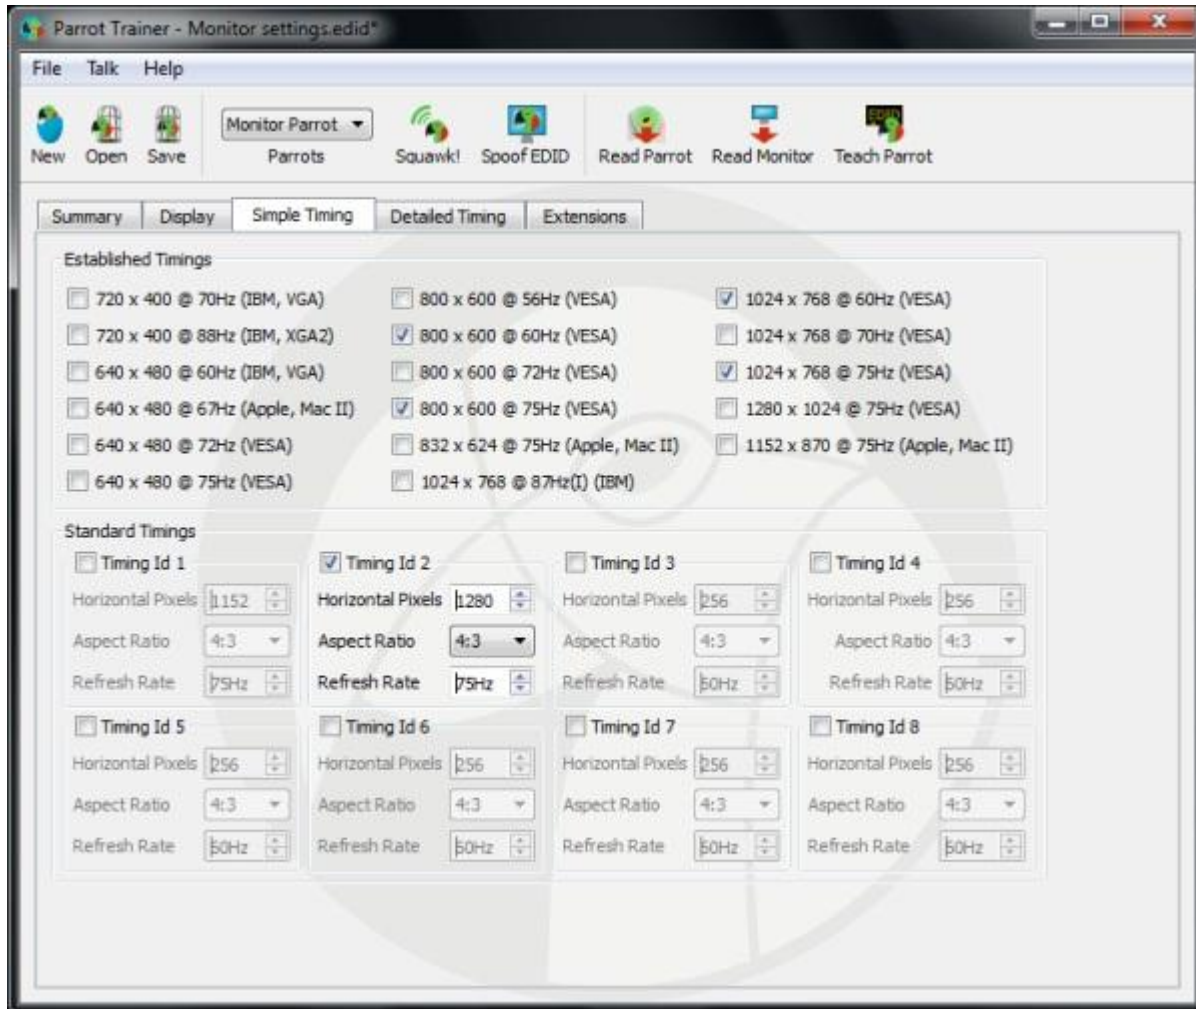 Parrot Trainer - Monitor settings.edid*
File Talk Help
Monitor Parrot
New Open Save Parrots Squawk! Spoof EDID Read Parrot Read Monitor Teach Parrot
Summary Display Simple Timing Detailed Timing Extensions
Established Timings
720 x 400 @ 70Hz (IBM, VGA) 800 x 600 @ 56Hz (VESA) 1024 x 768 @ 60Hz (VESA)
720 x 400 @ 88Hz (IBM, XGA2) 800 x 600 @ 60Hz (VESA) 1024 x 768 @ 70Hz (VESA)
640 x 480 @ 60Hz (IBM, VGA) 800 x 600 @ 72Hz (VESA) 1024 x 768 @ 75Hz (VESA)
640 x 480 @ 67Hz (Apple, Mac II) 800 x 600 @ 75Hz (VESA) 1280 x 1024 @ 75Hz (VESA)
640 x 480 @ 72Hz (VESA) 832 x 624 @ 75Hz (Apple, Mac II) 1152 x 870 @ 75Hz (Apple, Mac II)
640 x 480 @ 75Hz (VESA) 1024 x 768 @ 87Hz(I) (IBM)
Standard Timings
Timing Id 1 Timing Id 2 Timing Id 3 Timing Id 4
Horizontal Pixels 1152 Horizontal Pixels 1280 Horizontal Pixels 256 Horizontal Pixels 256
Aspect Ratio 4:3 Aspect Ratio 4:3 Aspect Ratio 4:3 Aspect Ratio 4:3
Refresh Rate 75Hz Refresh Rate 75Hz Refresh Rate 60Hz Refresh Rate 60Hz
Timing Id 5 Timing Id 6 Timing Id 7 Timing Id 8
Horizontal Pixels 256 Horizontal Pixels 256 Horizontal Pixels 256 Horizontal Pixels 256
Aspect Ratio 4:3 Aspect Ratio 4:3 Aspect Ratio 4:3 Aspect Ratio 4:3
Refresh Rate 60Hz Refresh Rate 60Hz Refresh Rate 60Hz Refresh Rate 60Hz